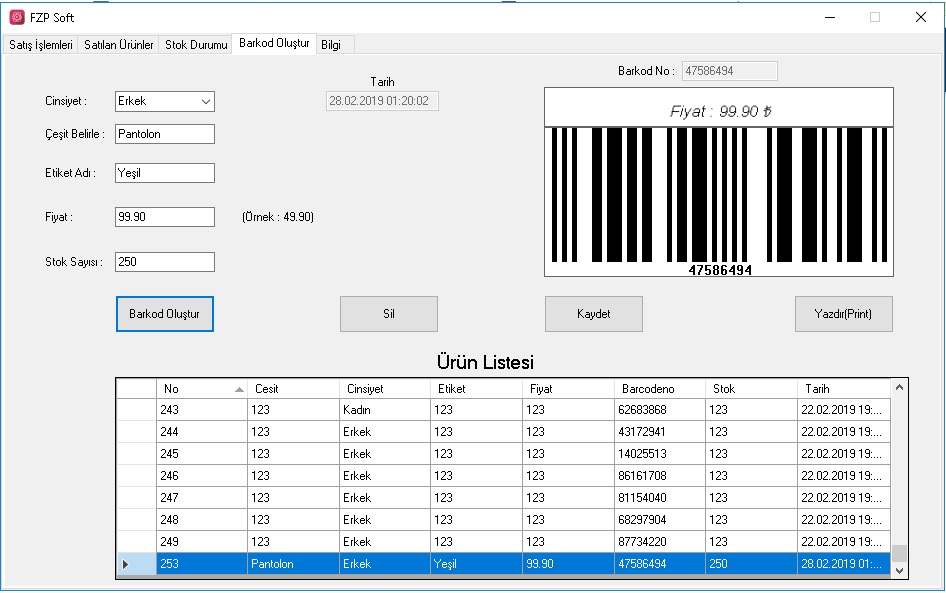 FZP Soft
Satış İşlemleri Satılan Ürünler Stok Durumu Barkod Oluştur Bilgi
Barkod No : 47586494
Tarih
28.02.2019 01:20:02
Cinsiyet : Erkek
Fiyat : 99.90 ₺
Çeşit Belirle : Pantolon
Etiket Adı : Yeşil
Fiyat : 99.90 (Örnek : 49.90)
Stok Sayısı : 250
47586494
Barkod Oluştur Sil Kaydet Yazdır(Print)
Ürün Listesi
No Cesit Cinsiyet Etiket Fiyat Barcodeno Stok Tarih
243 123 Kadın 123 123 62683868 123 22.02.2019 19:...
244 123 Erkek 123 123 43172941 123 22.02.2019 19:...
245 123 Erkek 123 123 14025513 123 22.02.2019 19:...
246 123 Erkek 123 123 86161708 123 22.02.2019 19:...
247 123 Erkek 123 123 81154040 123 22.02.2019 19:...
248 123 Erkek 123 123 68297904 123 22.02.2019 19:...
249 123 Erkek 123 123 87734220 123 22.02.2019 19:...
253 Pantolon Erkek Yeşil 99.90 47586494 250 28.02.2019 01:...